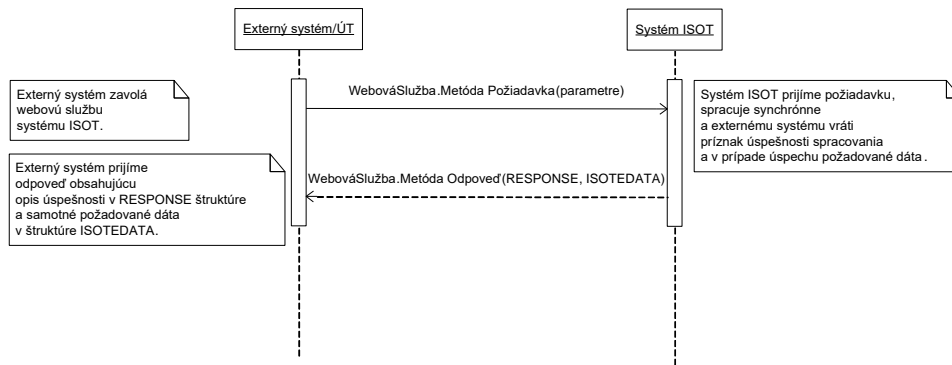 Externý systém/ÚT
Systém ISOT
Externý systém zavolá
webovú službu
systému ISOT.
WebováSlužba.Metóda Požiadavka(parametre)
Systém ISOT prijíme požiadavku,
spracuje synchrónne
a externému systému vráti
príznak úspešnosti spracovania
a v prípade úspechu požadované dáta.
Externý systém prijíme
odpoveď obsahujúcu
opis úspešnosti v RESPONSE štruktúre
a samotné požadované dáta
v štruktúre ISOTEDATA.
WebováSlužba.Metóda Odpoveď(RESPONSE, ISOTEDATA)